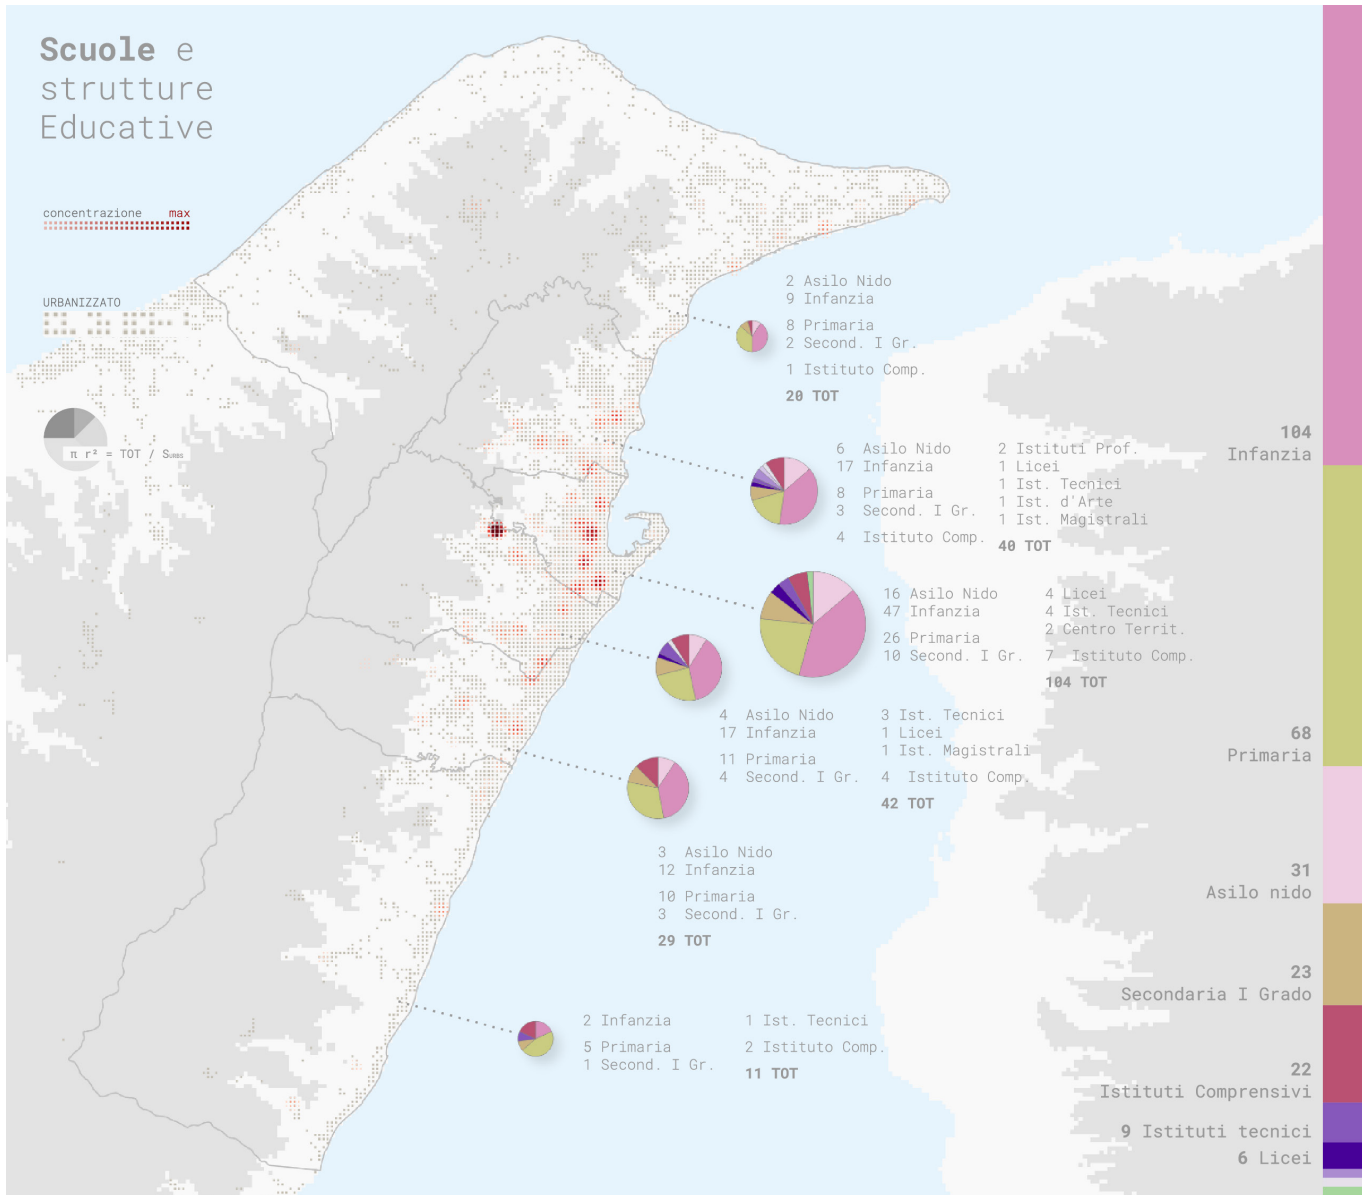 Scuole e
strutture
Educative
concentrazione max
URBANIZZATO
π r² = TOT / Sᴜʀʙₛ
2 Asilo Nido
9 Infanzia
8 Primaria
2 Second. I Gr.
1 Istituto Comp.
20 TOT
6 Asilo Nido
17 Infanzia
8 Primaria
3 Second. I Gr.
4 Istituto Comp.
2 Istituti Prof.
1 Licei
1 Ist. Tecnici
1 Ist. d'Arte
1 Ist. Magistrali
40 TOT
16 Asilo Nido
47 Infanzia
26 Primaria
10 Second. I Gr.
4 Licei
4 Ist. Tecnici
2 Centro Territ.
7 Istituto Comp.
104 TOT
4 Asilo Nido
17 Infanzia
11 Primaria
4 Second. I Gr.
3 Ist. Tecnici
1 Licei
1 Ist. Magistrali
4 Istituto Comp.
42 TOT
3 Asilo Nido
12 Infanzia
10 Primaria
3 Second. I Gr.
29 TOT
2 Infanzia
5 Primaria
1 Second. I Gr.
1 Ist. Tecnici
2 Istituto Comp.
11 TOT
104
Infanzia
68
Primaria
31
Asilo nido
23
Secondaria I Grado
22
Istituti Comprensivi
9 Istituti tecnici
6 Licei